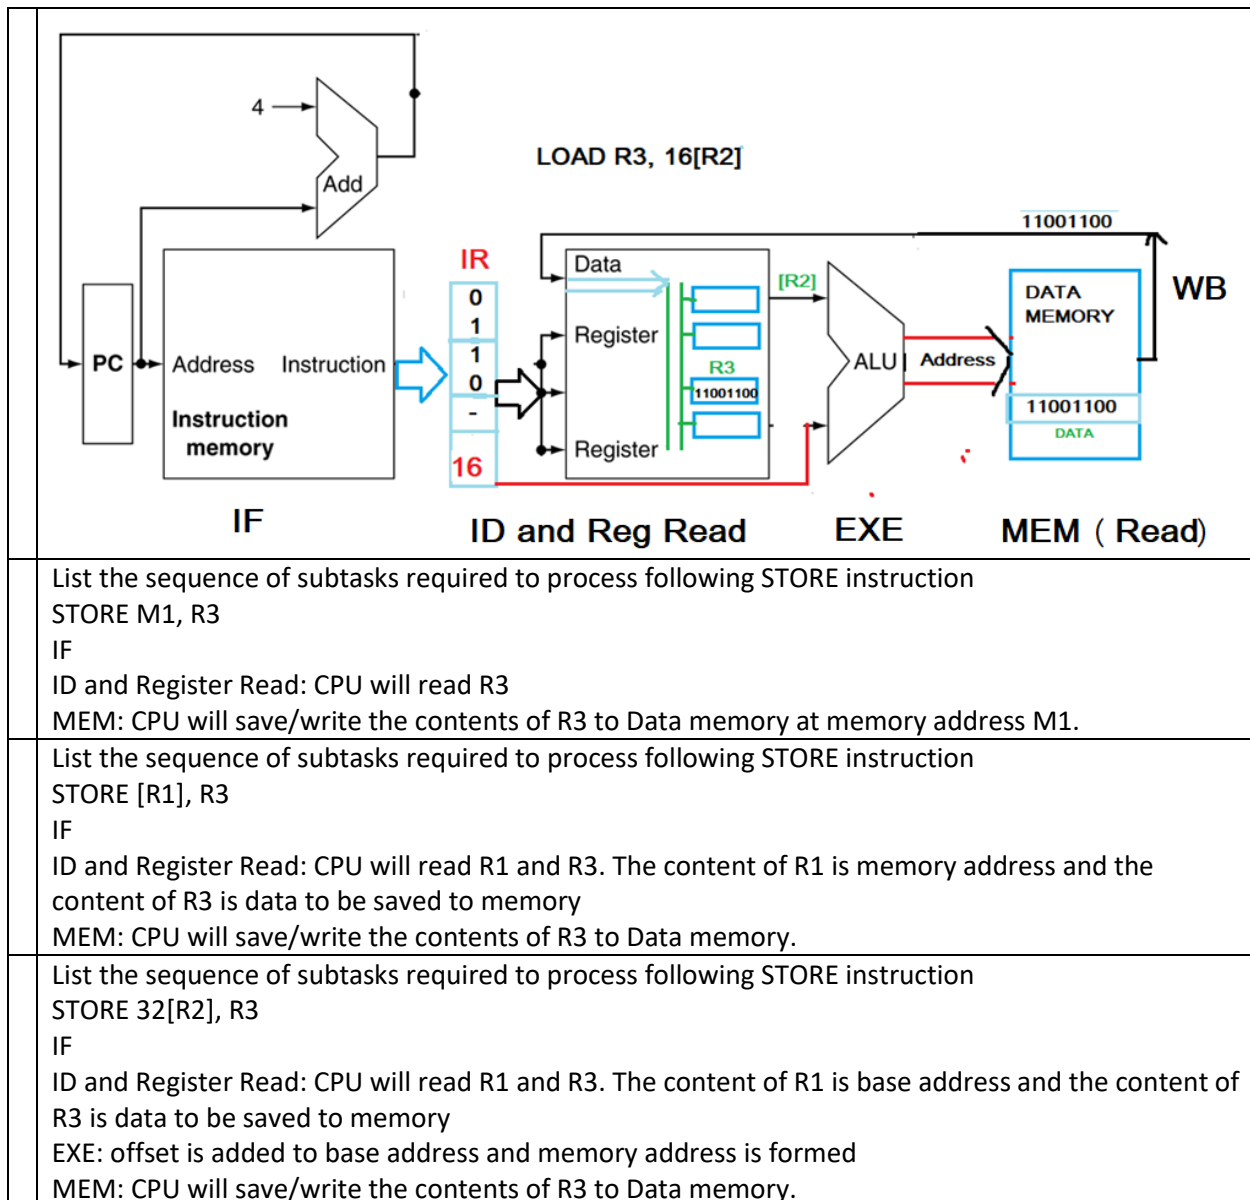 4
Add
LOAD R3, 16[R2]
11001100
IR
0
1
1
0
-
16
Data
[R2]
DATA
MEMORY
WB
Register
PC
Address
Instruction
R3
ALU
Address
11001100
11001100
DATA
Instruction
memory
Register
IF
ID and Reg Read
EXE
MEM ( Read)
List the sequence of subtasks required to process following STORE instruction
STORE M1, R3
IF
ID and Register Read: CPU will read R3
MEM: CPU will save/write the contents of R3 to Data memory at memory address M1.
List the sequence of subtasks required to process following STORE instruction
STORE [R1], R3
IF
ID and Register Read: CPU will read R1 and R3. The content of R1 is memory address and the
content of R3 is data to be saved to memory
MEM: CPU will save/write the contents of R3 to Data memory.
List the sequence of subtasks required to process following STORE instruction
STORE 32[R2], R3
IF
ID and Register Read: CPU will read R1 and R3. The content of R1 is base address and the content of
R3 is data to be saved to memory
EXE: offset is added to base address and memory address is formed
MEM: CPU will save/write the contents of R3 to Data memory.